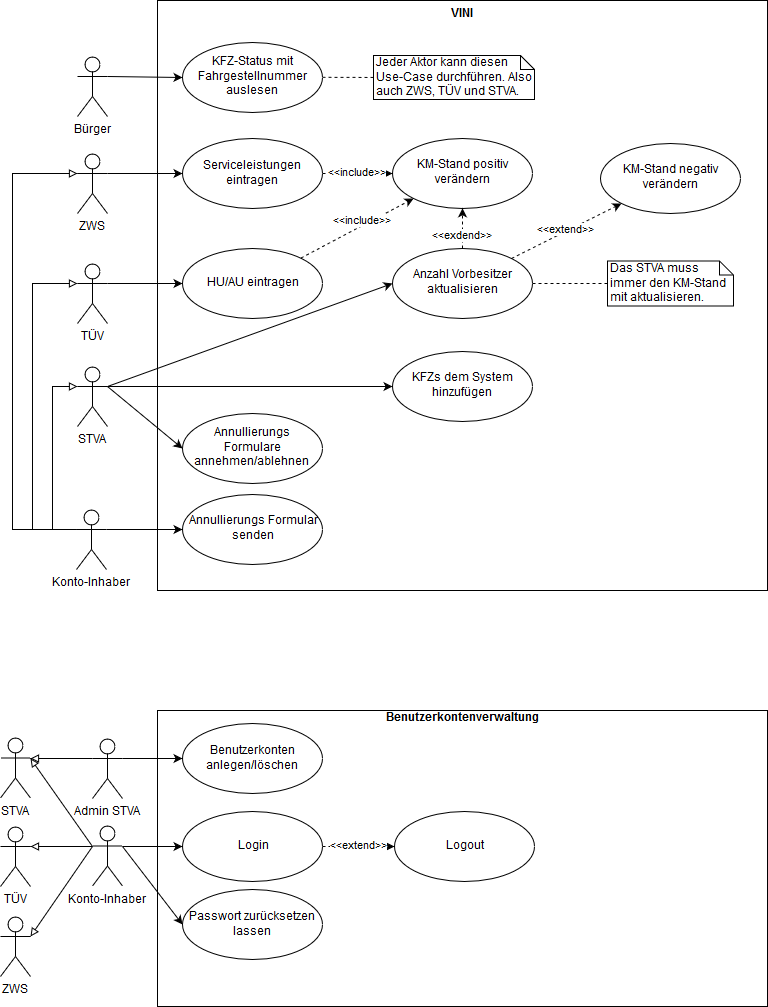 VINI
KFZ-Status mit
Fahrgestellnummer
auslesen
Jeder Aktor kann diesen
Use-Case durchführen. Also
auch ZWS, TÜV und STVA.
Bürger
Serviceleistungen
eintragen
<<include>>
KM-Stand positiv
verändern
KM-Stand negativ
verändern
ZWS
<<include>>
<<exdend>>
<<extend>>
HU/AU eintragen
Anzahl Vorbesitzer
aktualisieren
Das STVA muss
immer den KM-Stand
mit aktualisieren.
TÜV
KFZs dem System
hinzufügen
STVA
Annullierungs
Formulare
annehmen/ablehnen
Annullierungs Formular
senden
Konto-Inhaber
Benutzerkontenverwaltung
Benutzerkonten
anlegen/löschen
STVA
Admin STVA
Login
<<extend>>
Logout
TÜV
Konto-Inhaber
Passwort zurücksetzen
lassen
ZWS